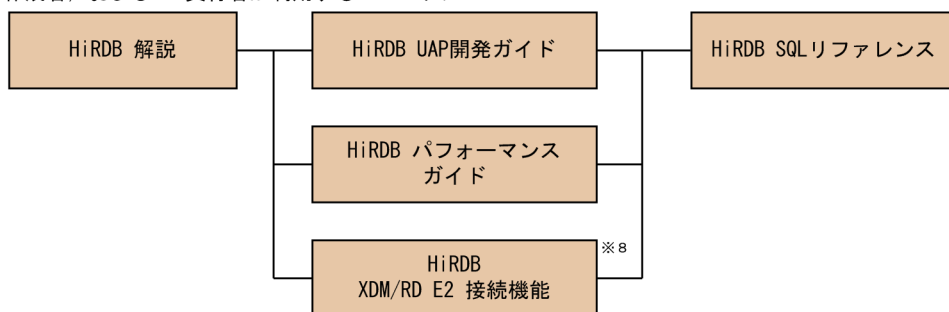 HiRDB 解説
HiRDB UAP開発ガイド
HiRDB SQLリファレンス
HiRDB パフォーマンス
ガイド
※8
HiRDB
XDM/RD E2 接続機能